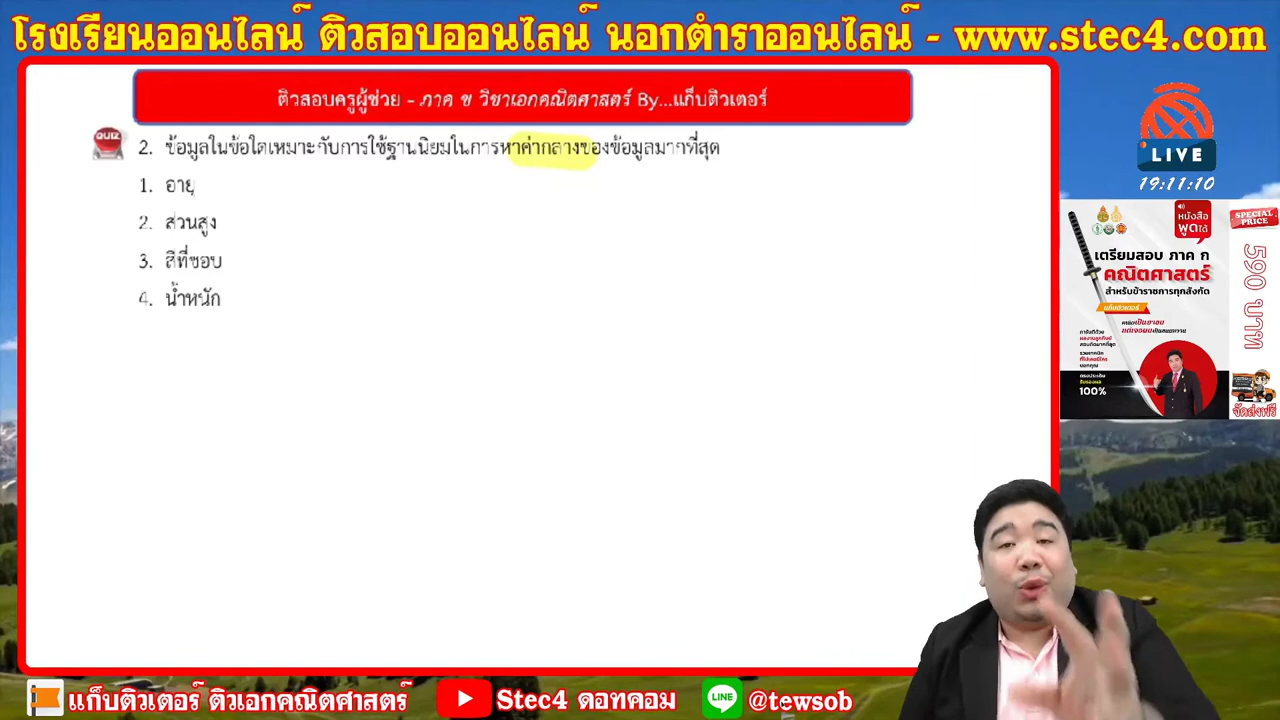 โรงเรียนออนไลน์ ติวสอบออนไลน์ นอกตำราออนไลน์ - www.stec4.com
ติวสอบครูผู้ช่วย - ภาค ข วิชาเอกคณิตศาสตร์ By...แก็บติวเตอร์
QUIZ
2. ข้อมูลในข้อใดเหมาะกับการใช้ฐานนิยมในการหาค่ากลางของข้อมูลมากที่สุด
1. อายุ
2. ส่วนสูง
3. สีที่ชอบ
4. น้ำหนัก
LIVE
19:11:10
หนังสือ
พูดได้
เตรียมสอบ ภาค ก
คณิตศาสตร์
สำหรับข้าราชการทุกสังกัด
แก๊บติวเตอร์
100%
SPECIAL
PRICE
590 บาท
จัดส่งฟรี
แก็บติวเตอร์ ติวเอกคณิตศาสตร์
Stec4 ดอทคอม
LINE
@tewsob